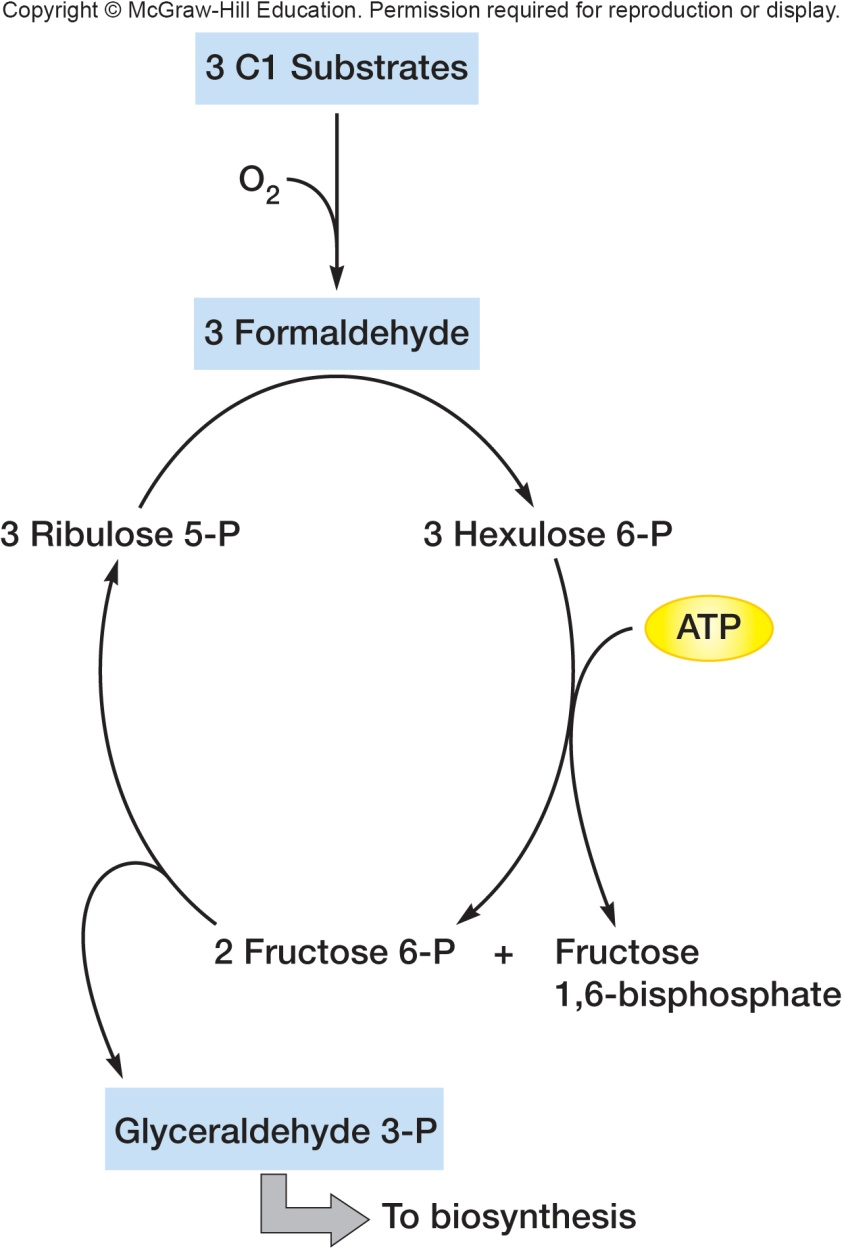 Copyright © McGraw-Hill Education. Permission required for reproduction or display.
3 C1 Substrates
O2
3 Formaldehyde
3 Ribulose 5-P
3 Hexulose 6-P
ATP
2 Fructose 6-P + Fructose
1,6-bisphosphate
Glyceraldehyde 3-P
To biosynthesis